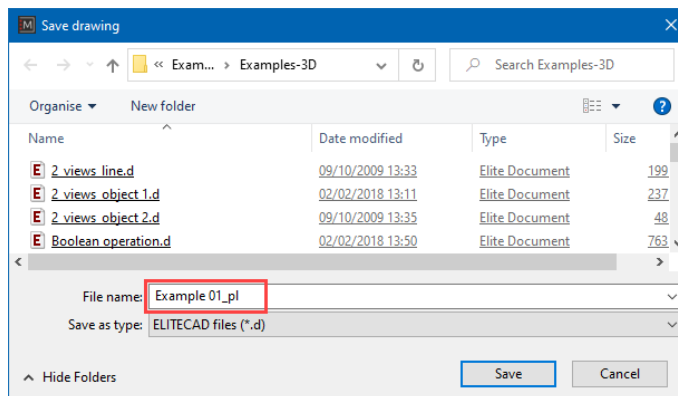 M Save drawing
« Exam... › Examples-3D Search Examples-3D
Organise New folder ?
Name Date modified Type Size
E 2 views line.d 09/10/2009 13:33 Elite Document 199
E 2 views object 1.d 02/02/2018 13:11 Elite Document 237
E 2 views object 2.d 09/10/2009 13:35 Elite Document 48
E Boolean operation.d 02/02/2018 13:50 Elite Document 763
File name: Example 01_pl
Save as type: ELITECAD files (*.d)
Hide Folders Save Cancel